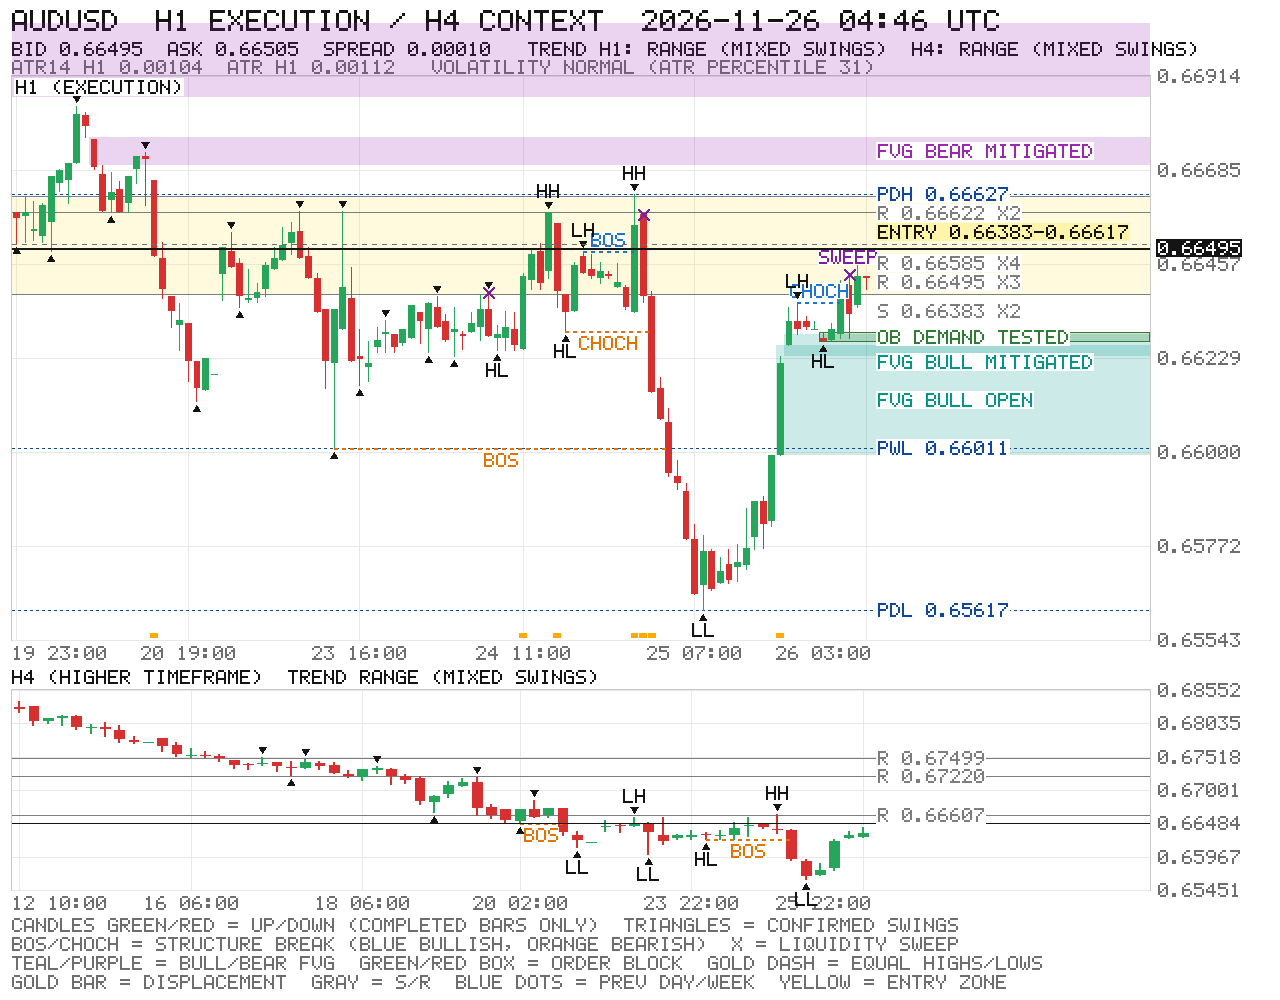 AUDUSD H1 EXECUTION / H4 CONTEXT 2026-11-26 04:46 UTC
BID 0.66495 ASK 0.66505 SPREAD 0.00010 TREND H1: RANGE (MIXED SWINGS) H4: RANGE (MIXED SWINGS)
ATR14 H1 0.00104 ATR H1 0.00112 VOLATILITY NORMAL (ATR PERCENTILE 31)
0.66914
H1 (EXECUTION)
FVG BEAR MITIGATED
0.66685
HH
HH
PDH 0.66627
R 0.66622 X2
LH
BOS
ENTRY 0.66383-0.66617
0.66495
SWEEP
R 0.66585 X4
0.66457
LH
CHOCH
R 0.66495 X3
S 0.66383 X2
OB DEMAND TESTED
HL
CHOCH
HL
HL
0.66229
FVG BULL MITIGATED
FVG BULL OPEN
PWL 0.66011
0.66000
BOS
0.65772
PDL 0.65617
LL
0.65543
19 23:00 20 19:00 23 16:00 24 11:00 25 07:00 26 03:00
H4 (HIGHER TIMEFRAME) TREND RANGE (MIXED SWINGS)
0.68552
0.68035
R 0.67499
0.67518
R 0.67220
0.67001
LH
HH
R 0.66607
0.66484
BOS
BOS
HL
LL
LL
0.65967
LL
0.65451
12 10:00 16 06:00 18 06:00 20 02:00 23 22:00 25 22:00
CANDLES GREEN/RED = UP/DOWN (COMPLETED BARS ONLY) TRIANGLES = CONFIRMED SWINGS
BOS/CHOCH = STRUCTURE BREAK (BLUE BULLISH, ORANGE BEARISH) X = LIQUIDITY SWEEP
TEAL/PURPLE = BULL/BEAR FVG GREEN/RED BOX = ORDER BLOCK GOLD DASH = EQUAL HIGHS/LOWS
GOLD BAR = DISPLACEMENT GRAY = S/R BLUE DOTS = PREV DAY/WEEK YELLOW = ENTRY ZONE